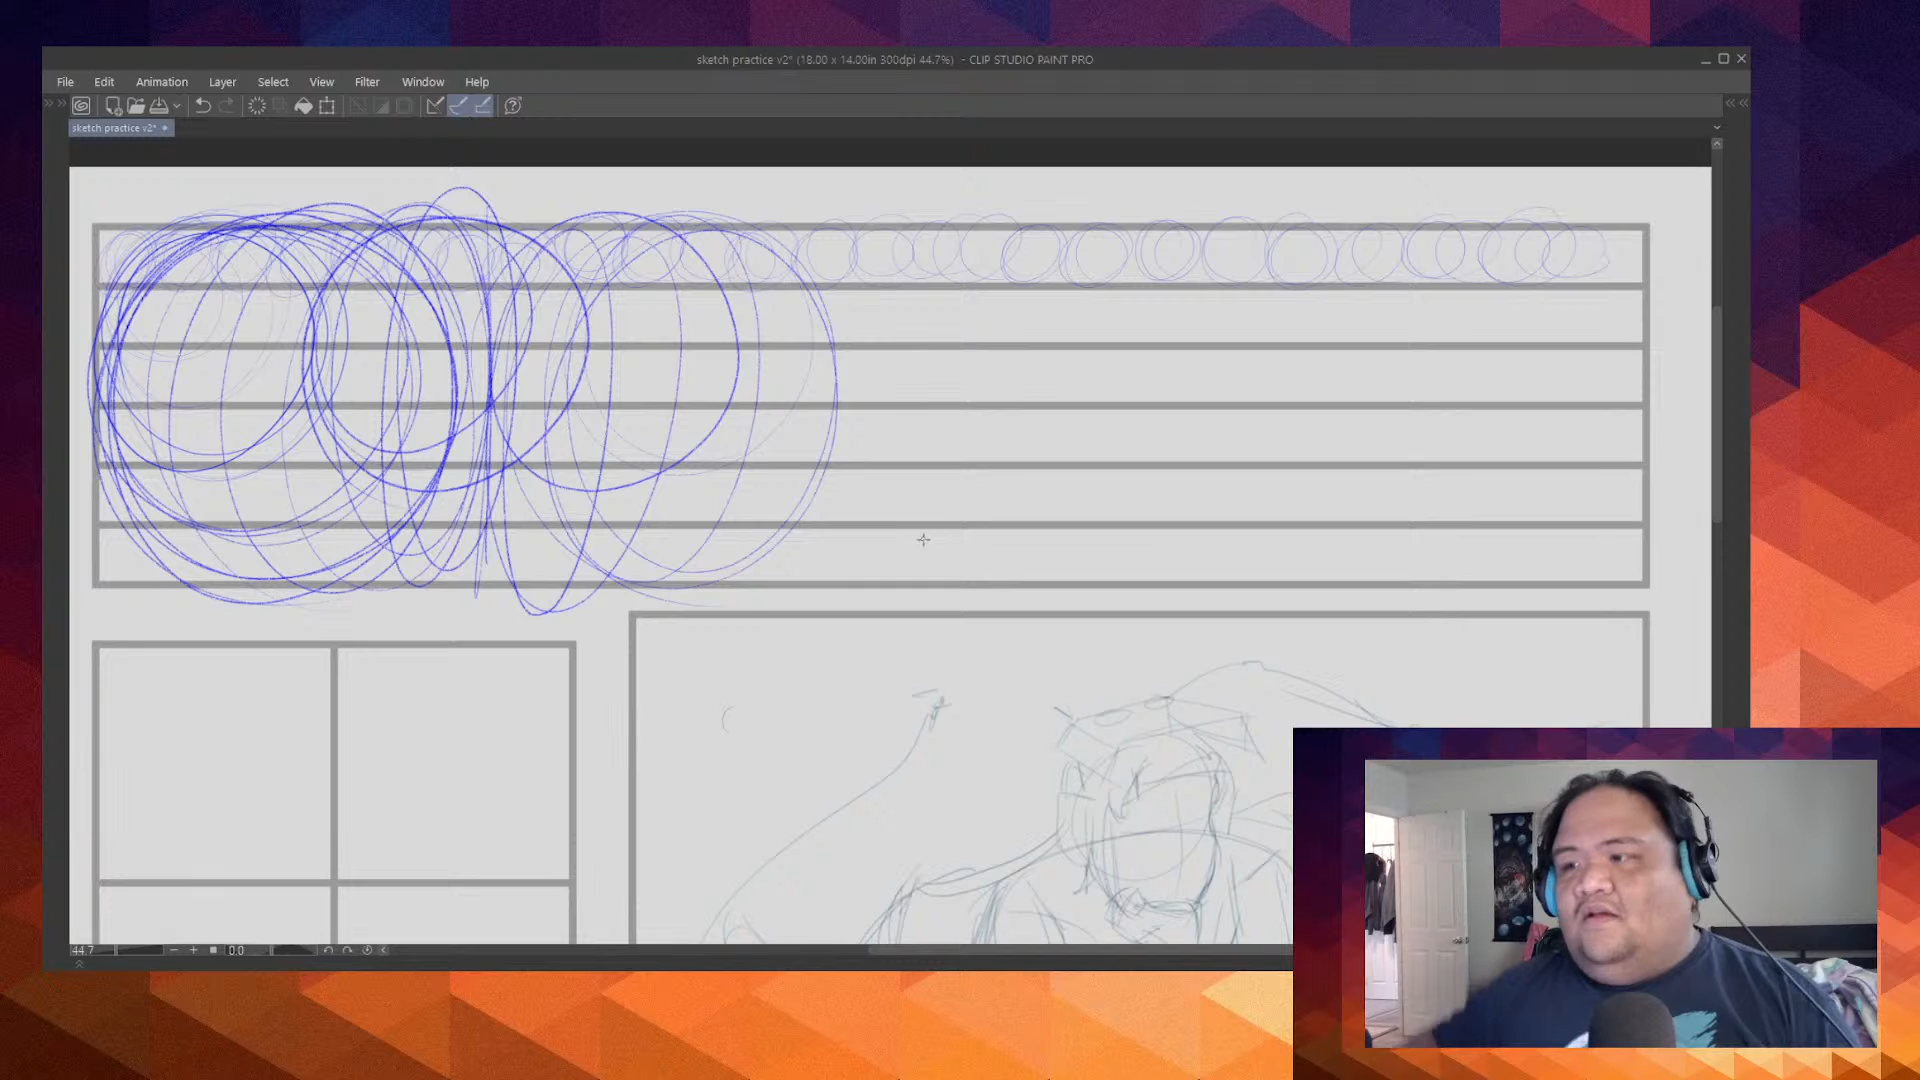 sketch practice v2* (18.00 x 14.00in 300dpi 44.7%) - CLIP STUDIO PAINT PRO
File Edit Animation Layer Select View Filter Window Help
sketch practice v2*
44.7 0.0